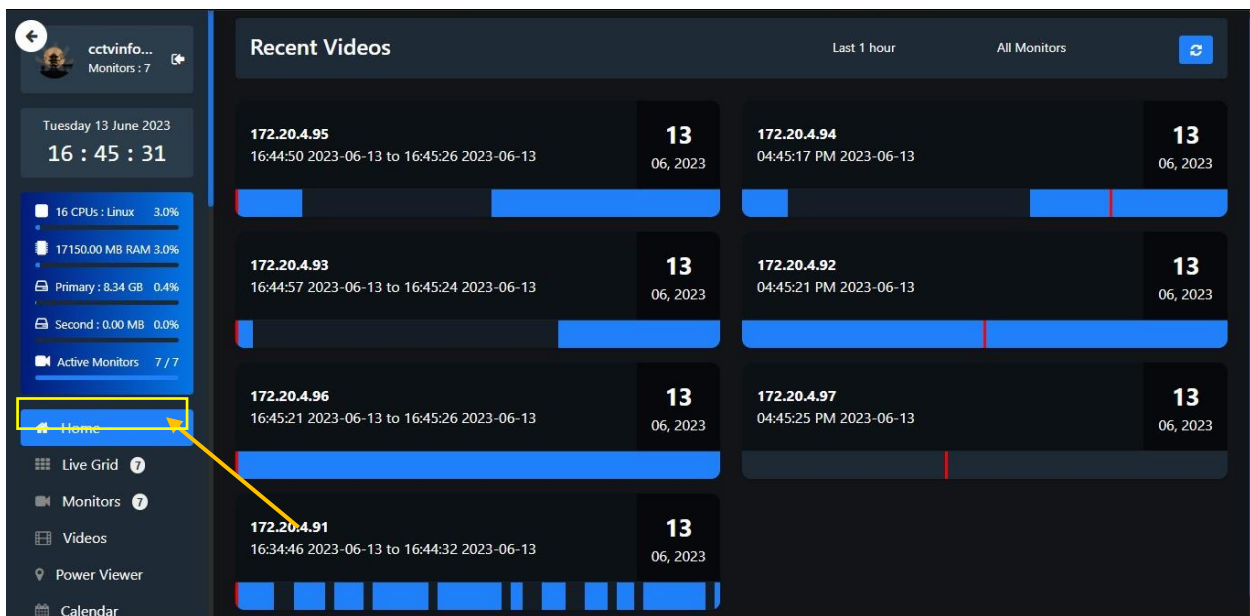 cctvinfo...
Monitors : 7
Tuesday 13 June 2023
16 : 45 : 31
16 CPUs : Linux 3.0%
17150.00 MB RAM 3.0%
Primary : 8.34 GB 0.4%
Second : 0.00 MB 0.0%
Active Monitors 7 / 7
Home
Live Grid 7
Monitors 7
Videos
Power Viewer
Calendar
Recent Videos
Last 1 hour
All Monitors
172.20.4.95
16:44:50 2023-06-13 to 16:45:26 2023-06-13
13
06, 2023
172.20.4.94
04:45:17 PM 2023-06-13
13
06, 2023
172.20.4.93
16:44:57 2023-06-13 to 16:45:24 2023-06-13
13
06, 2023
172.20.4.92
04:45:21 PM 2023-06-13
13
06, 2023
172.20.4.96
16:45:21 2023-06-13 to 16:45:26 2023-06-13
13
06, 2023
172.20.4.97
04:45:25 PM 2023-06-13
13
06, 2023
172.20.4.91
16:34:46 2023-06-13 to 16:44:32 2023-06-13
13
06, 2023